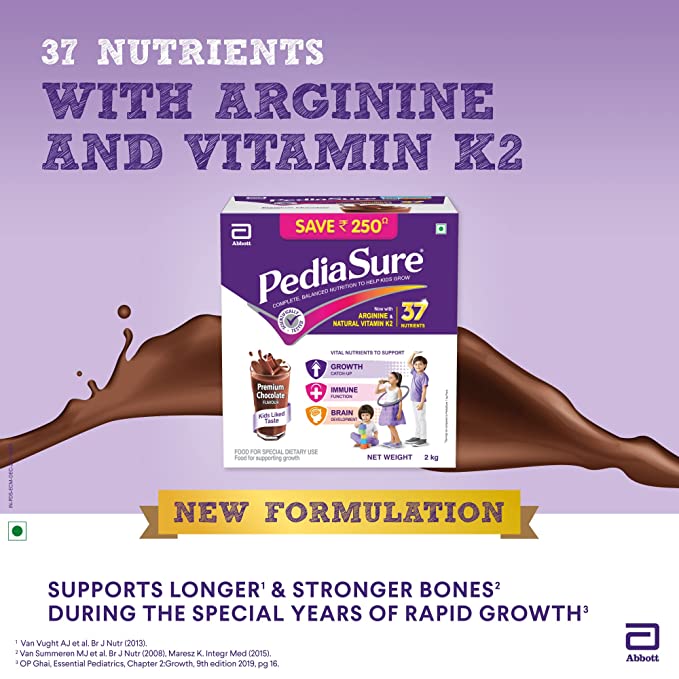 37 NUTRIENTS
WITH ARGININE
AND VITAMIN K2
SAVE ₹ 250Ω
Abbott
PediaSure®
COMPLETE, BALANCED NUTRITION TO HELP KIDS GROW
CLINICALLY TESTED
Now with
ARGININE &
NATURAL VITAMIN K2
37
NUTRIENTS
VITAL NUTRIENTS TO SUPPORT
GROWTH
CATCH-UP
IMMUNE
FUNCTION
BRAIN
DEVELOPMENT
Premium
Chocolate
FLAVOUR
Kids Liked
Taste
FOOD FOR SPECIAL DIETARY USE
Food for supporting growth
NET WEIGHT 2 kg
NEW FORMULATION
SUPPORTS LONGER¹ & STRONGER BONES²
DURING THE SPECIAL YEARS OF RAPID GROWTH³
¹ Van Vught AJ et al. Br J Nutr (2013).
² Van Summeren MJ et al. Br J Nutr (2008), Maresz K. Integr Med (2015).
³ OP Ghai, Essential Pediatrics, Chapter 2:Growth, 9th edition 2019, pg 16.
Abbott